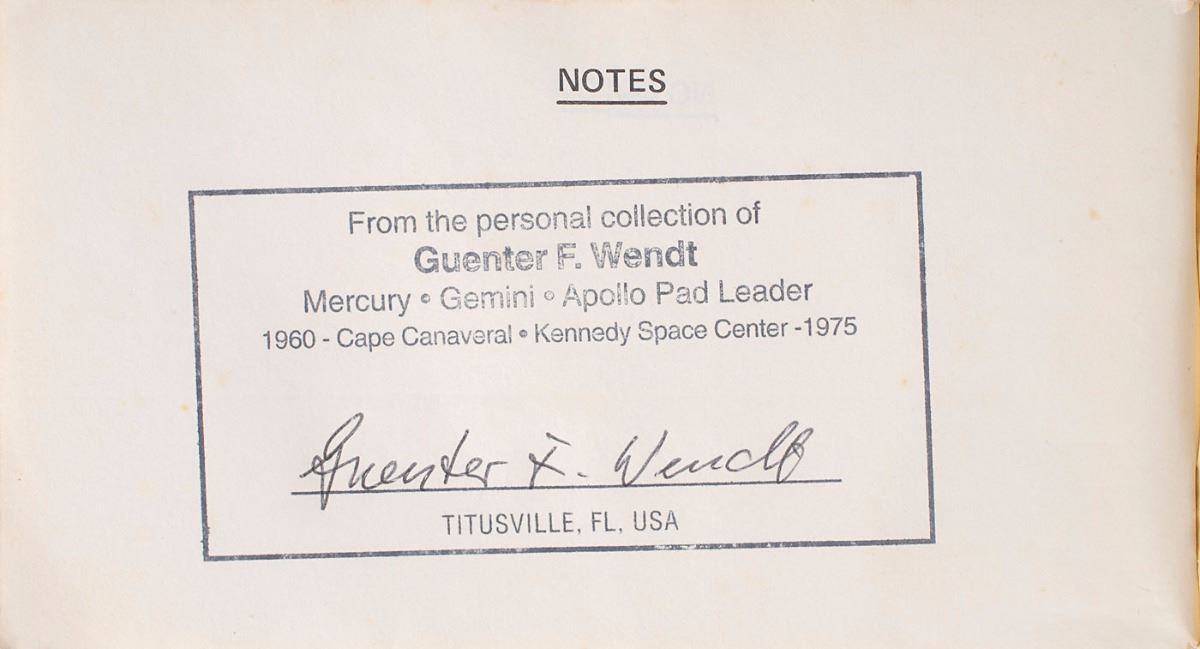 NOTES
From the personal collection of
Guenter F. Wendt
Mercury • Gemini • Apollo Pad Leader
1960 - Cape Canaveral • Kennedy Space Center -1975
Guenter F. Wendt
TITUSVILLE, FL, USA